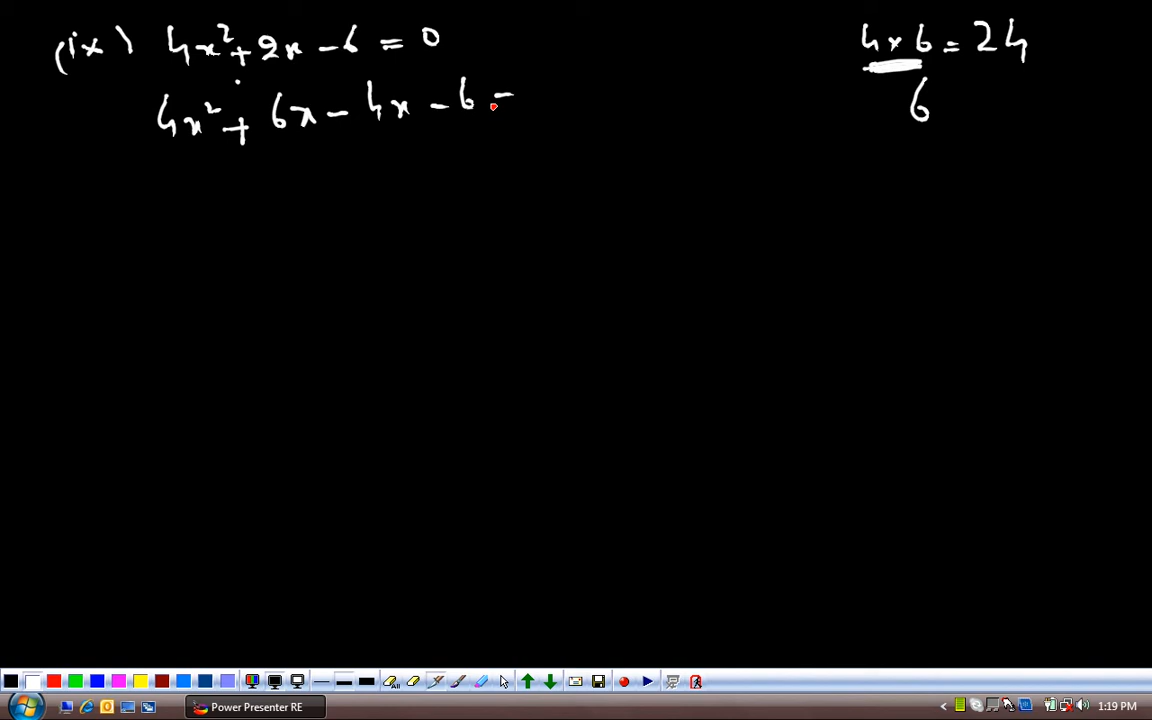 (ix) 4x²+2x-6=0
4x²+6x-4x-6=
4×6=24
6
All
Power Presenter RE
< 1:19 PM